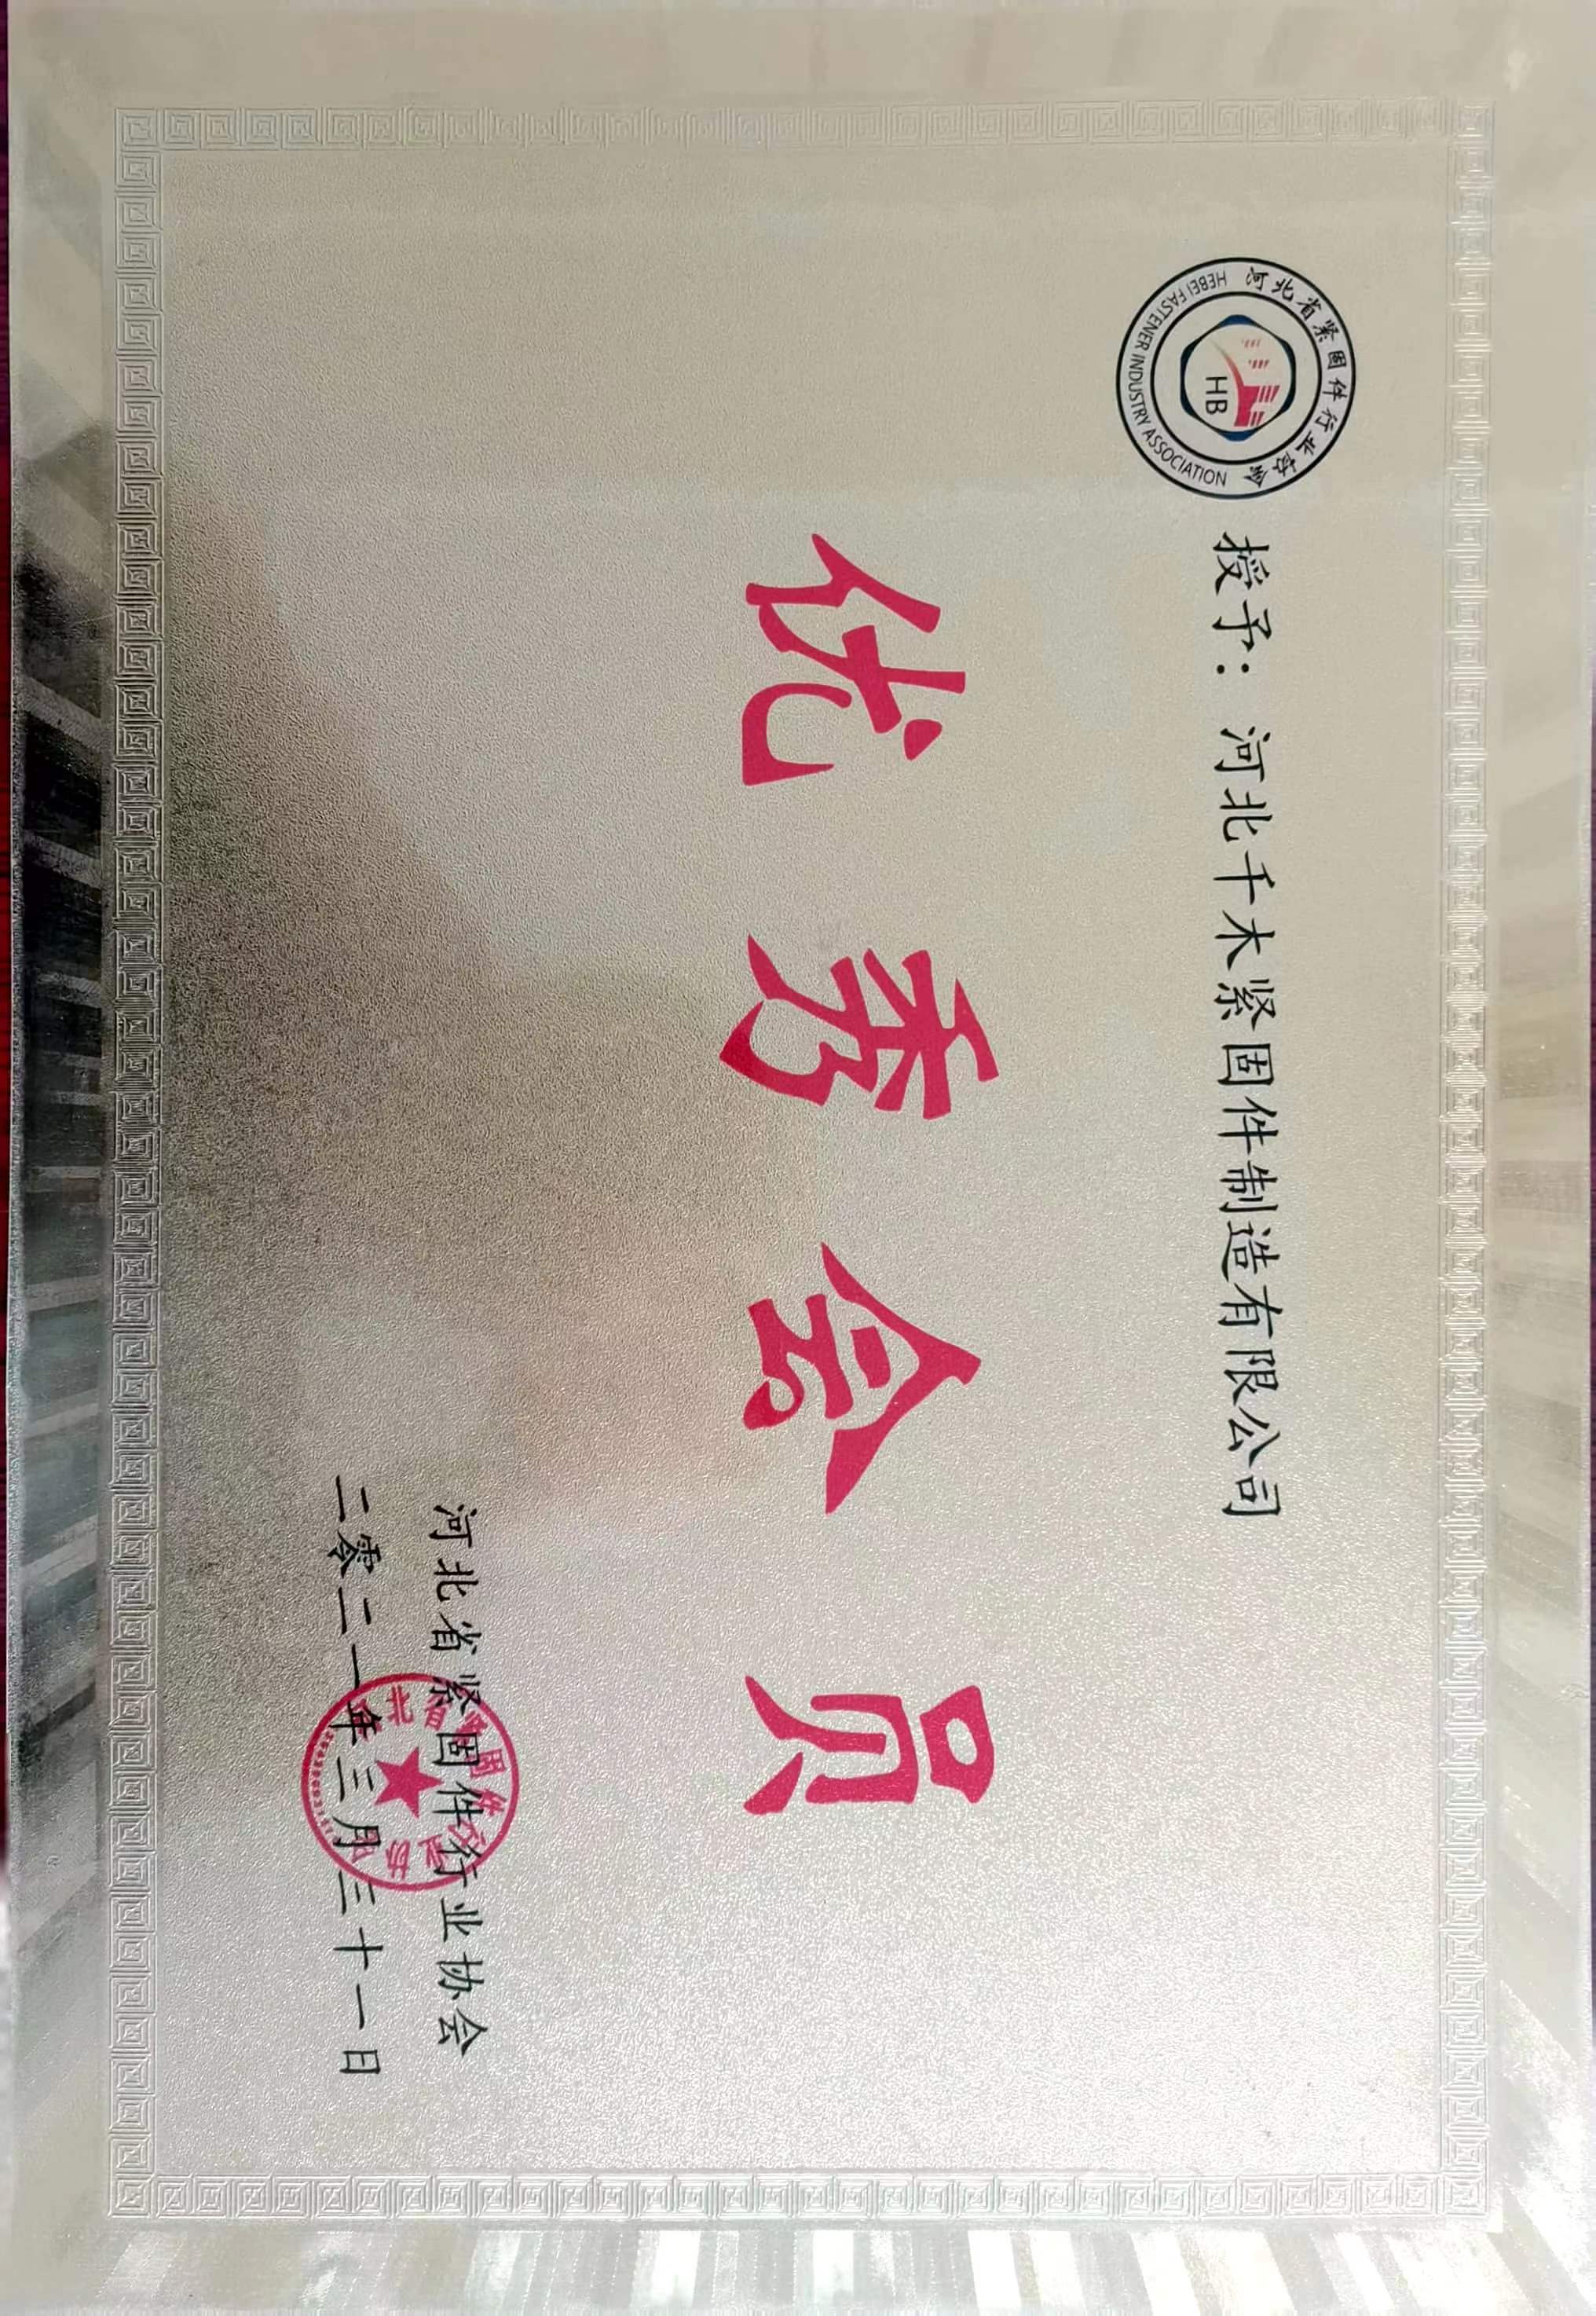 河北省紧固件行业协会
HEBEI FASTENER INDUSTRY ASSOCIATION
HB
授予：河北千木紧固件制造有限公司
优秀会员
河北省紧固件行业协会
二零二一年三月三十一日